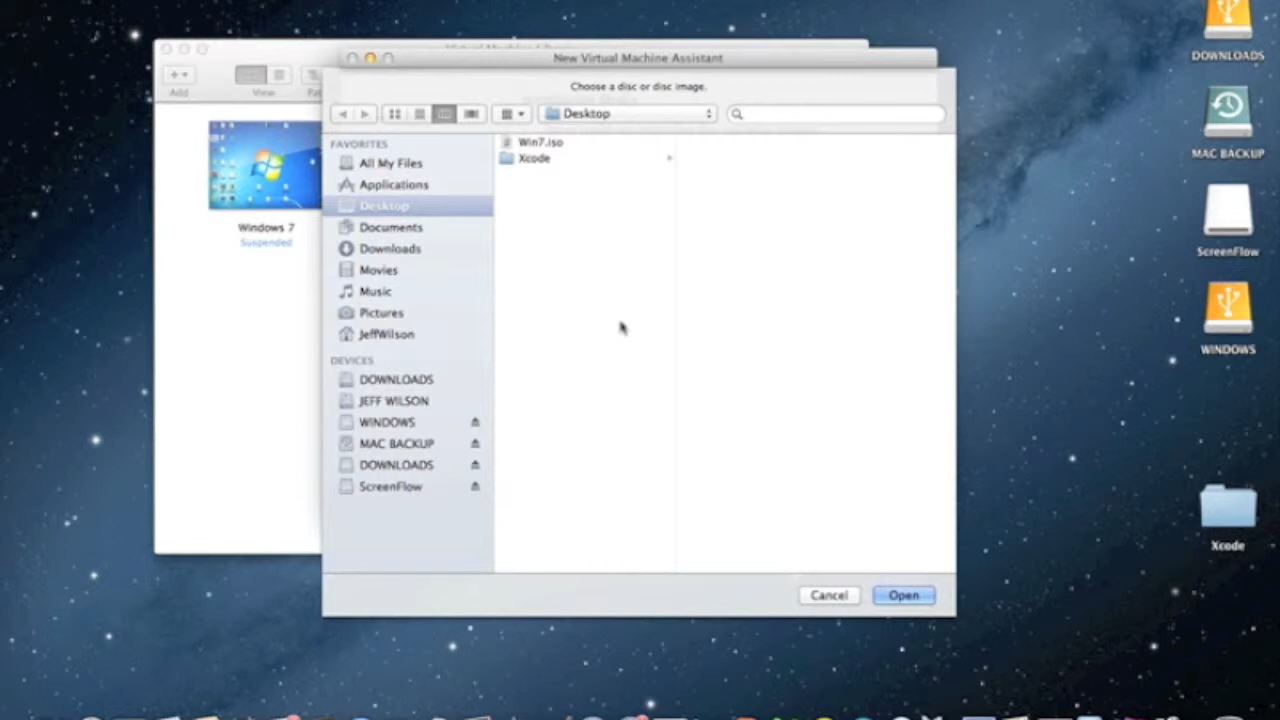 New Virtual Machine Assistant
Add
View
Choose a disc or disc image.
Desktop
Windows 7
Suspended
FAVORITES
All My Files
Applications
Desktop
Documents
Downloads
Movies
Music
Pictures
JeffWilson
DEVICES
DOWNLOADS
JEFF WILSON
WINDOWS
MAC BACKUP
DOWNLOADS
ScreenFlow
Win7.iso
Xcode
Cancel
Open
DOWNLOADS
MAC BACKUP
ScreenFlow
WINDOWS
Xcode